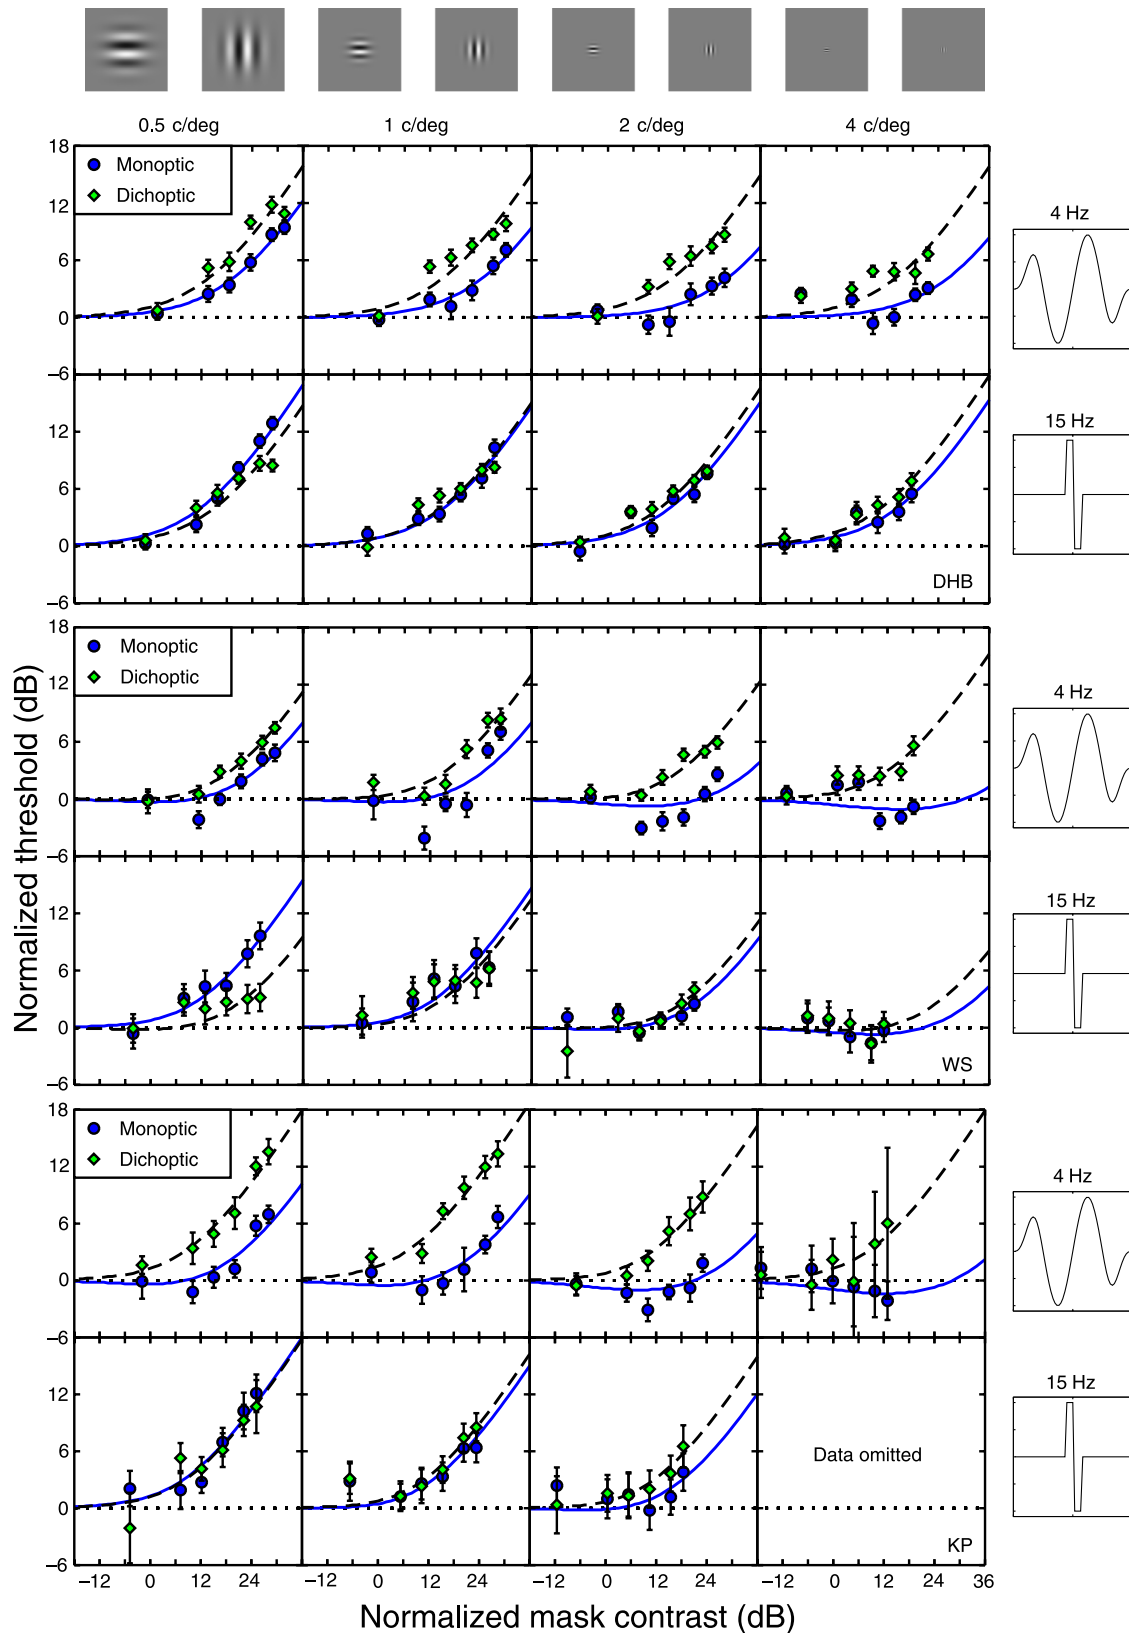 0.5 c/deg 1 c/deg 2 c/deg 4 c/deg
18
12
6
0
−6
Monoptic
Dichoptic
4 Hz
12
6
0
−6
DHB
15 Hz
18
12
6
0
−6
Monoptic
Dichoptic
4 Hz
12
6
0
−6
WS
15 Hz
18
12
6
0
−6
Monoptic
Dichoptic
4 Hz
12
6
0
−6
Data omitted
KP
15 Hz
−12 0 12 24 −12 0 12 24 −12 0 12 24 −12 0 12 24 36
Normalized threshold (dB)
Normalized mask contrast (dB)